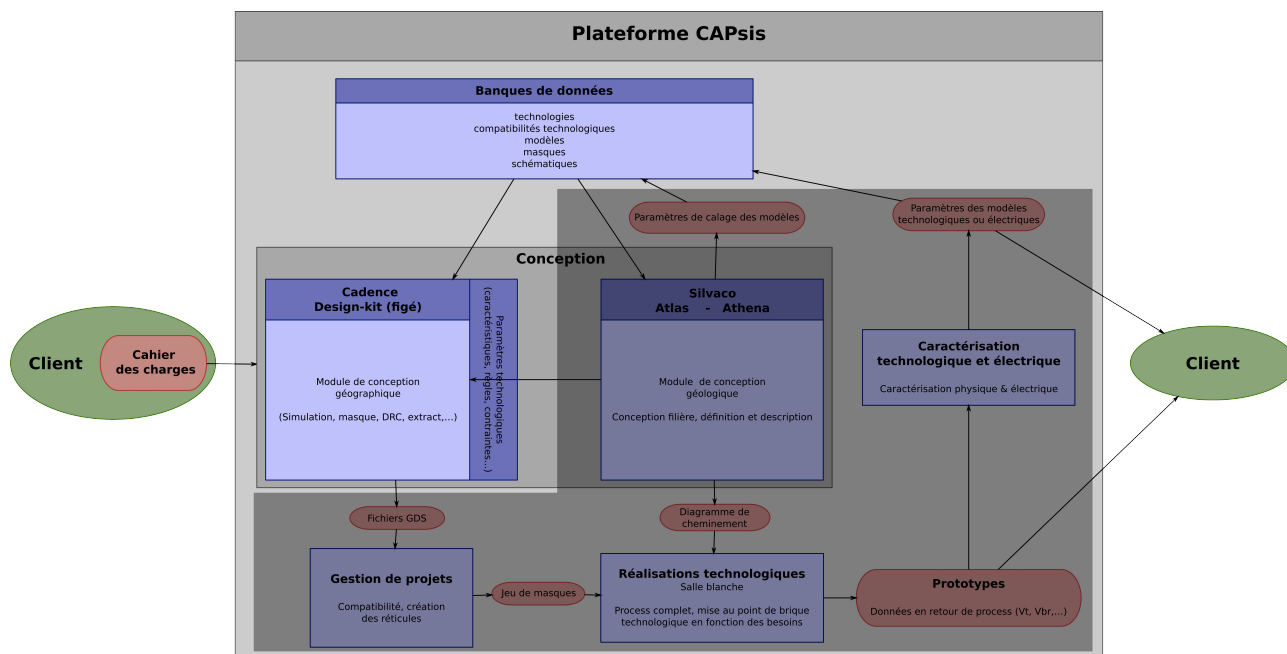 Plateforme CAPsis
Banques de données
technologies
compatibilités technologiques
modèles
masques
schématiques
Paramètres de calage des modèles
Paramètres des modèles
technologiques ou électriques
Conception
Cadence
Design-kit (figé)
Paramètres technologiques
(caractéristiques, règles, contraintes...)
Silvaco
Atlas - Athena
Client
Cahier
des charges
Module de conception
géographique
(Simulation, masque, DRC, extract,...)
Module de conception
géologique
Conception filière, définition et description
Caractérisation
technologique et électrique
Caractérisation physique & électrique
Client
Fichiers GDS
Diagramme de
cheminement
Gestion de projets
Compatibilité, création
des réticules
Jeu de masques
Réalisations technologiques
Salle blanche
Process complet, mise au point de brique
technologique en fonction des besoins
Prototypes
Données en retour de process (Vt, Vbr,...)